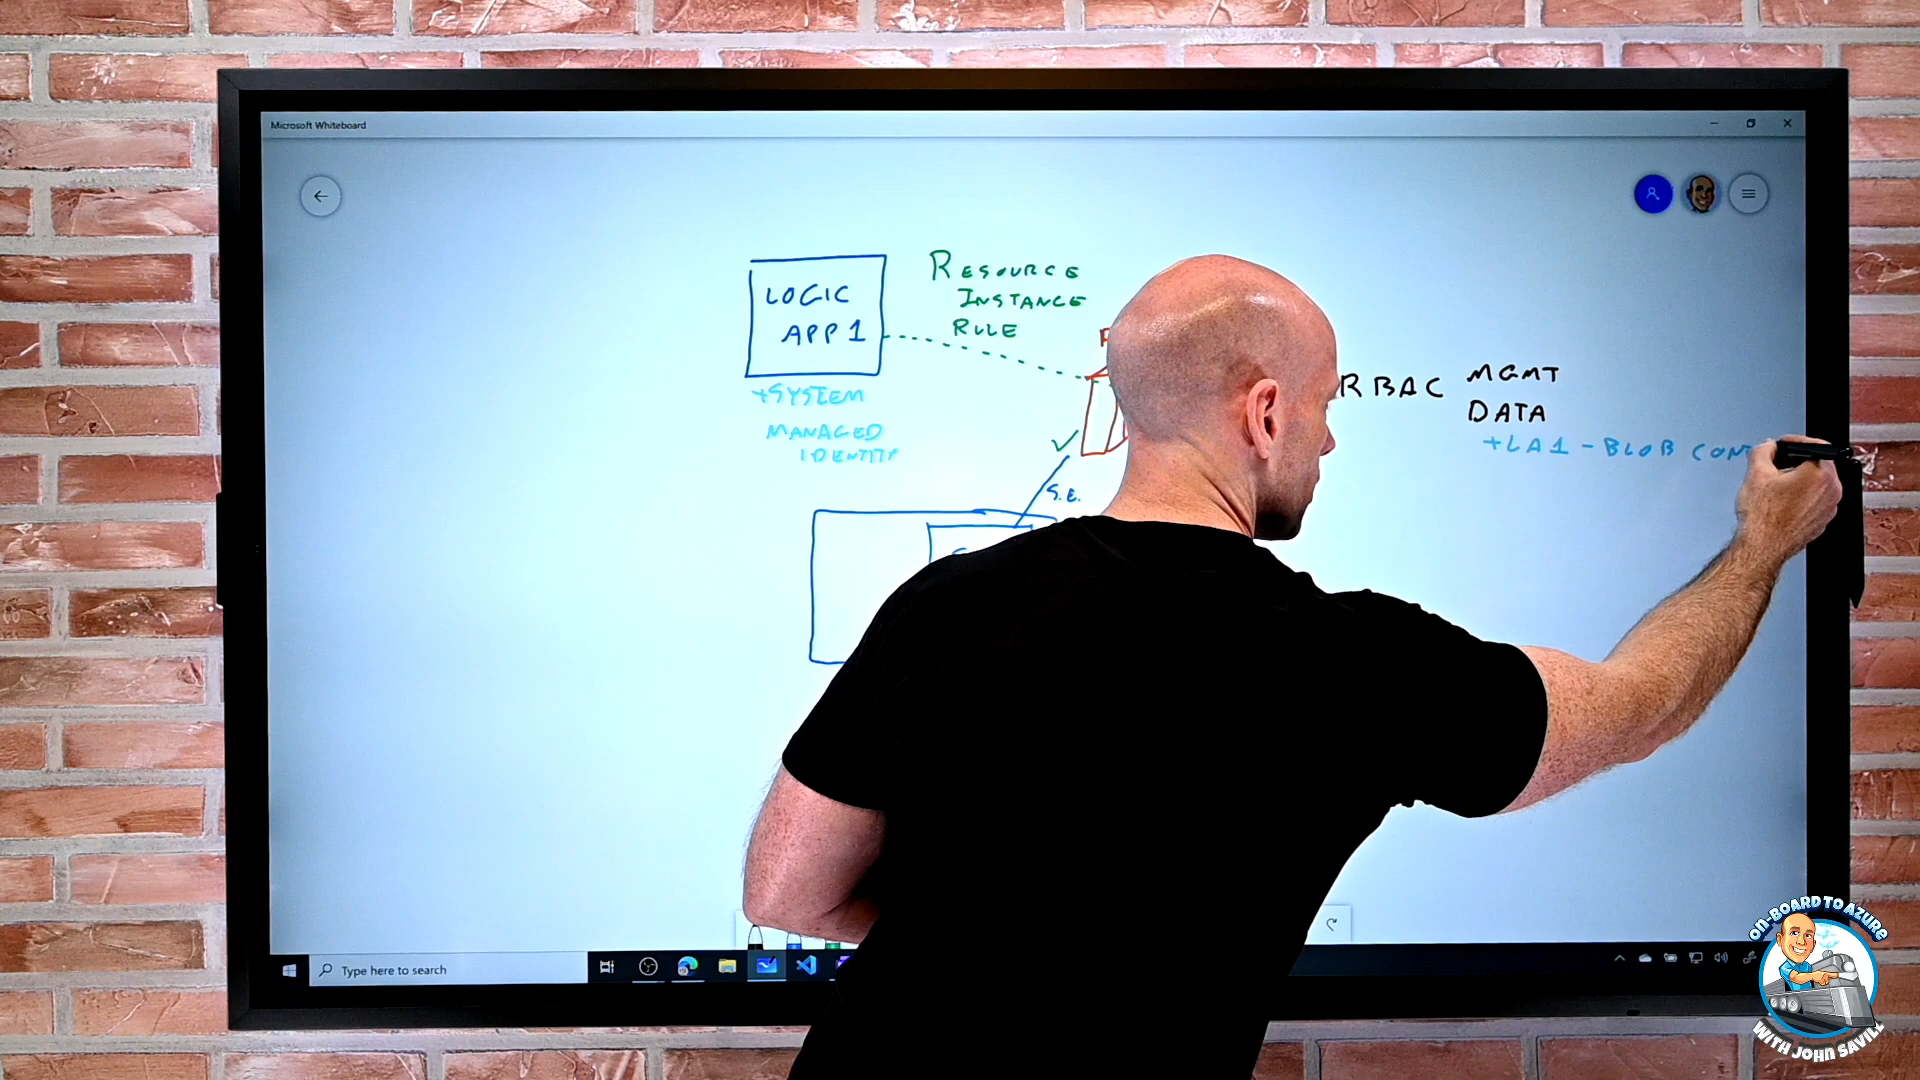 Microsoft Whiteboard
LOGIC
APP 1
+SYSTEM
MANAGED
IDENTITY
RESOURCE
INSTANCE
RULE
S.E.
RBAC
MGMT
DATA
+LA1 - BLOB CONT
Type here to search
ON-BOARD TO AZURE
WITH JOHN SAVILL